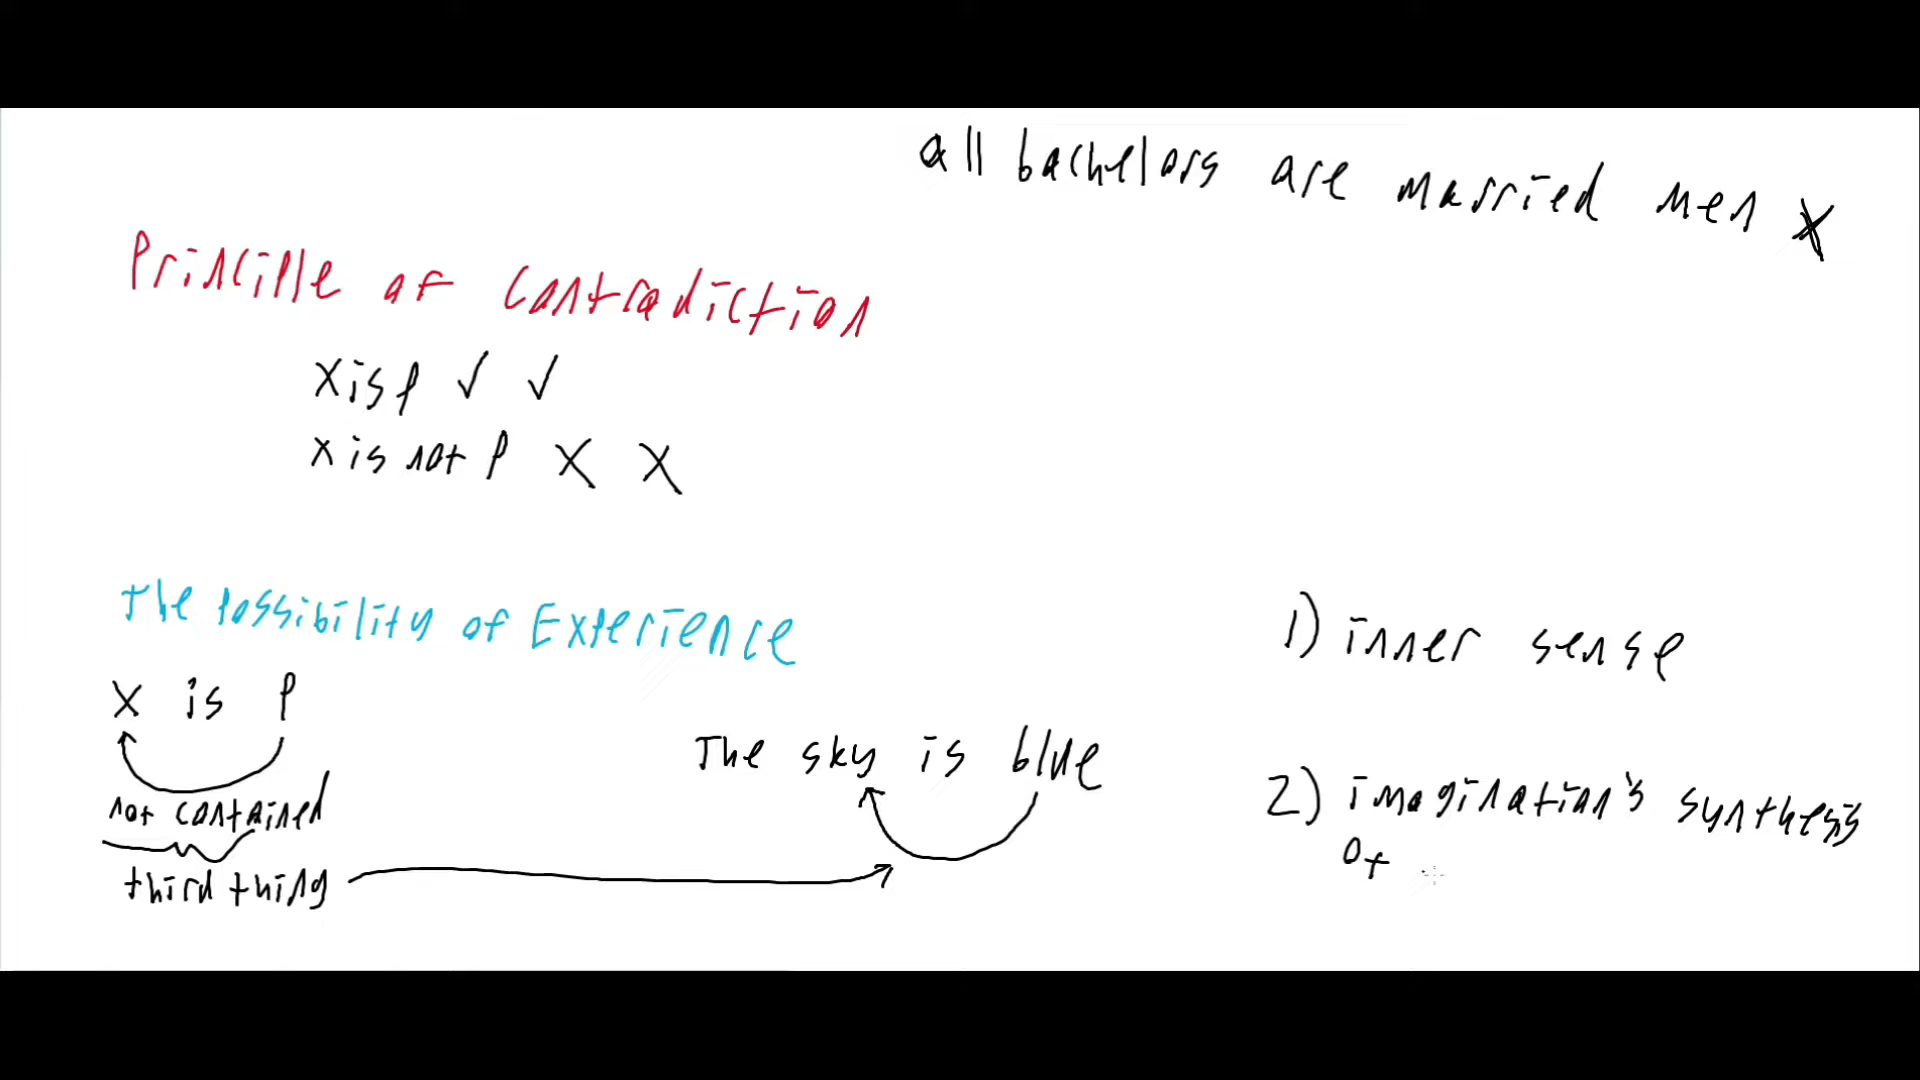 all bachelors are married men X
Principle of Contradiction
X is P ✓ ✓
X is not P X X
The Possibility of Experience
1) inner sense
X is P
The sky is blue
2) imagination's synthesis
of
not contained
third thing